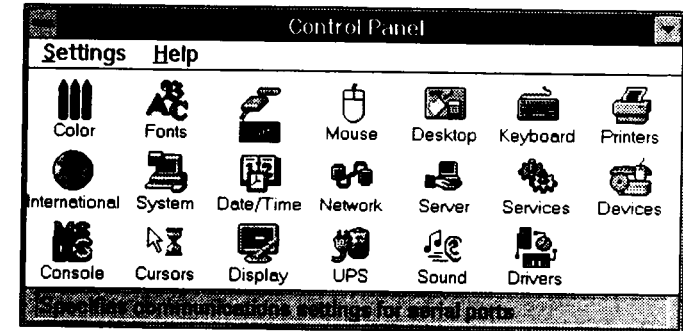 Control Panel
Settings Help
Color Fonts Mouse Desktop Keyboard Printers
International System Date/Time Network Server Services Devices
Console Cursors Display UPS Sound Drivers
Specifies communications settings for serial ports